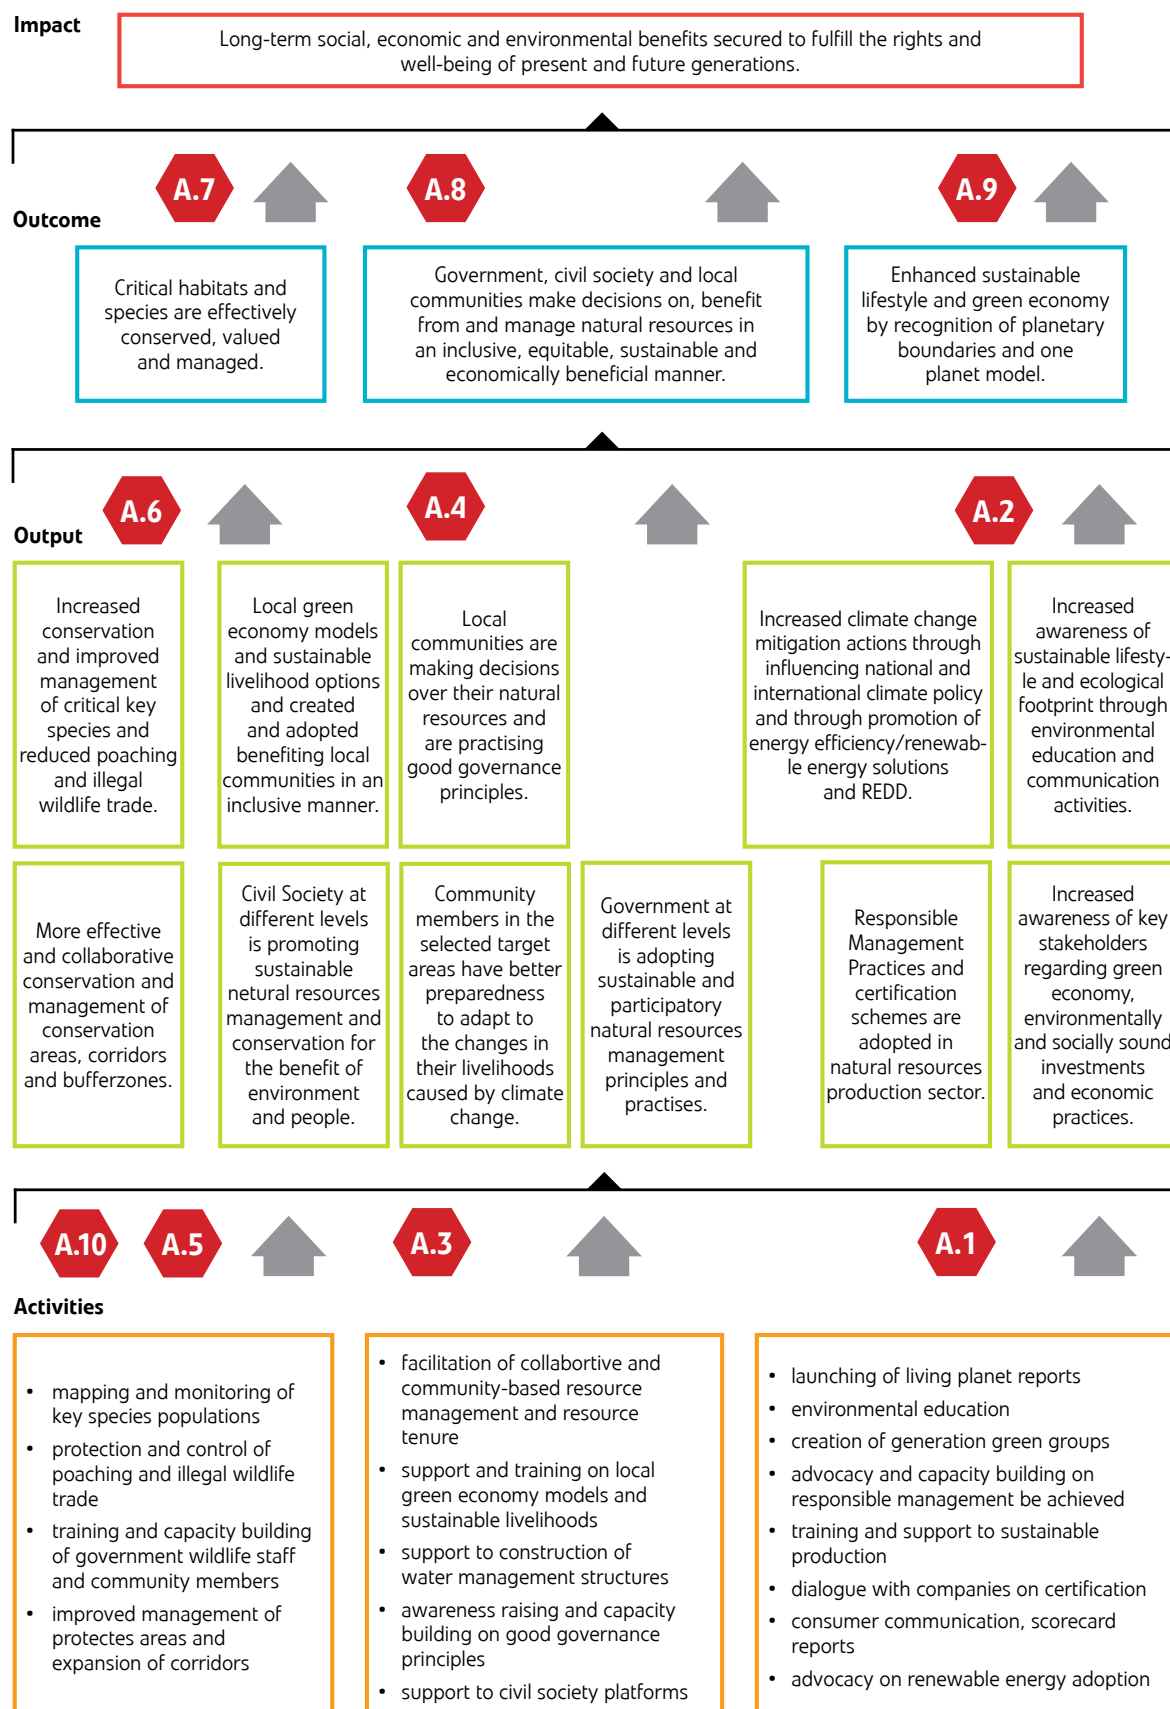 Impact
Long-term social, economic and environmental benefits secured to fulfill the rights and
well-being of present and future generations.
A.7
A.8
A.9
Outcome
Critical habitats and
species are effectively
conserved, valued
and managed.
Government, civil society and local
communities make decisions on, benefit
from and manage natural resources in
an inclusive, equitable, sustainable and
economically beneficial manner.
Enhanced sustainable
lifestyle and green economy
by recognition of planetary
boundaries and one
planet model.
A.6
A.4
A.2
Output
Increased
conservation
and improved
management
of critical key
species and
reduced poaching
and illegal
wildlife trade.
Local green
economy models
and sustainable
livelihood options
and created
and adopted
benefiting local
communities in an
inclusive manner.
Local
communities are
making decisions
over their natural
resources and
are practising
good governance
principles.
Increased climate change
mitigation actions through
influencing national and
international climate policy
and through promotion of
energy efficiency/renewab-
le energy solutions
and REDD.
Increased
awareness of
sustainable lifesty-
le and ecological
footprint through
environmental
education and
communication
activities.
More effective
and collaborative
conservation and
management of
conservation
areas, corridors
and bufferzones.
Civil Society at
different levels
is promoting
sustainable
netural resources
management and
conservation for
the benefit of
environment
and people.
Community
members in the
selected target
areas have better
preparedness
to adapt to
the changes in
their livelihoods
caused by climate
change.
Government at
different levels
is adopting
sustainable and
participatory
natural resources
management
principles and
practises.
Responsible
Management
Practices and
certification
schemes are
adopted in
natural resources
production sector.
Increased
awareness of key
stakeholders
regarding green
economy,
environmentally
and socially sound
investments
and economic
practices.
A.10
A.5
A.3
A.1
Activities
• mapping and monitoring of
key species populations
• protection and control of
poaching and illegal wildlife
trade
• training and capacity building
of government wildlife staff
and community members
• improved management of
protectes areas and
expansion of corridors
• facilitation of collabortive and
community-based resource
management and resource
tenure
• support and training on local
green economy models and
sustainable livelihoods
• support to construction of
water management structures
• awareness raising and capacity
building on good governance
principles
• support to civil society platforms
• launching of living planet reports
• environmental education
• creation of generation green groups
• advocacy and capacity building on
responsible management be achieved
• training and support to sustainable
production
• dialogue with companies on certification
• consumer communication, scorecard
reports
• advocacy on renewable energy adoption